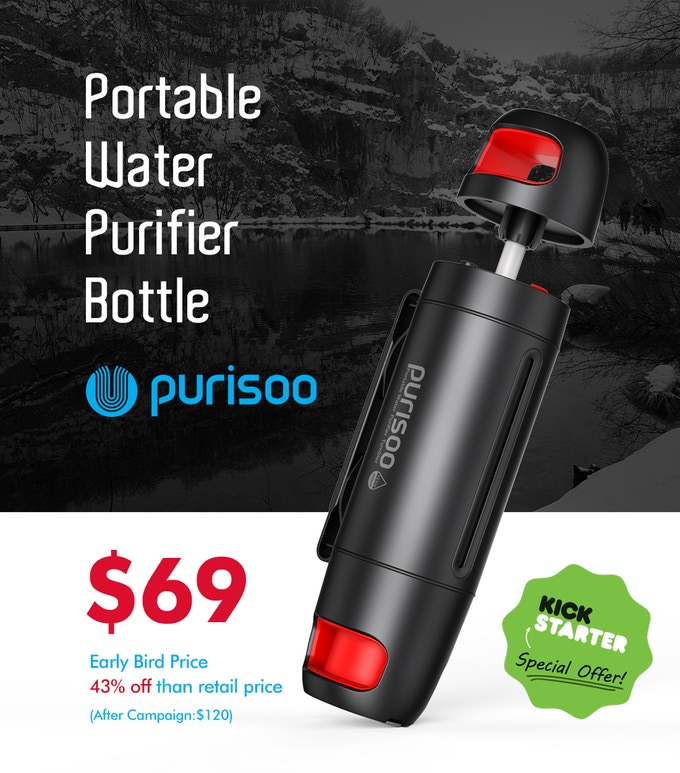 Portable
Water
Purifier
Bottle
purisoo
purisoo
$69
Early Bird Price
43% off than retail price
(After Campaign:$120)
KICK
STARTER
Special Offer!